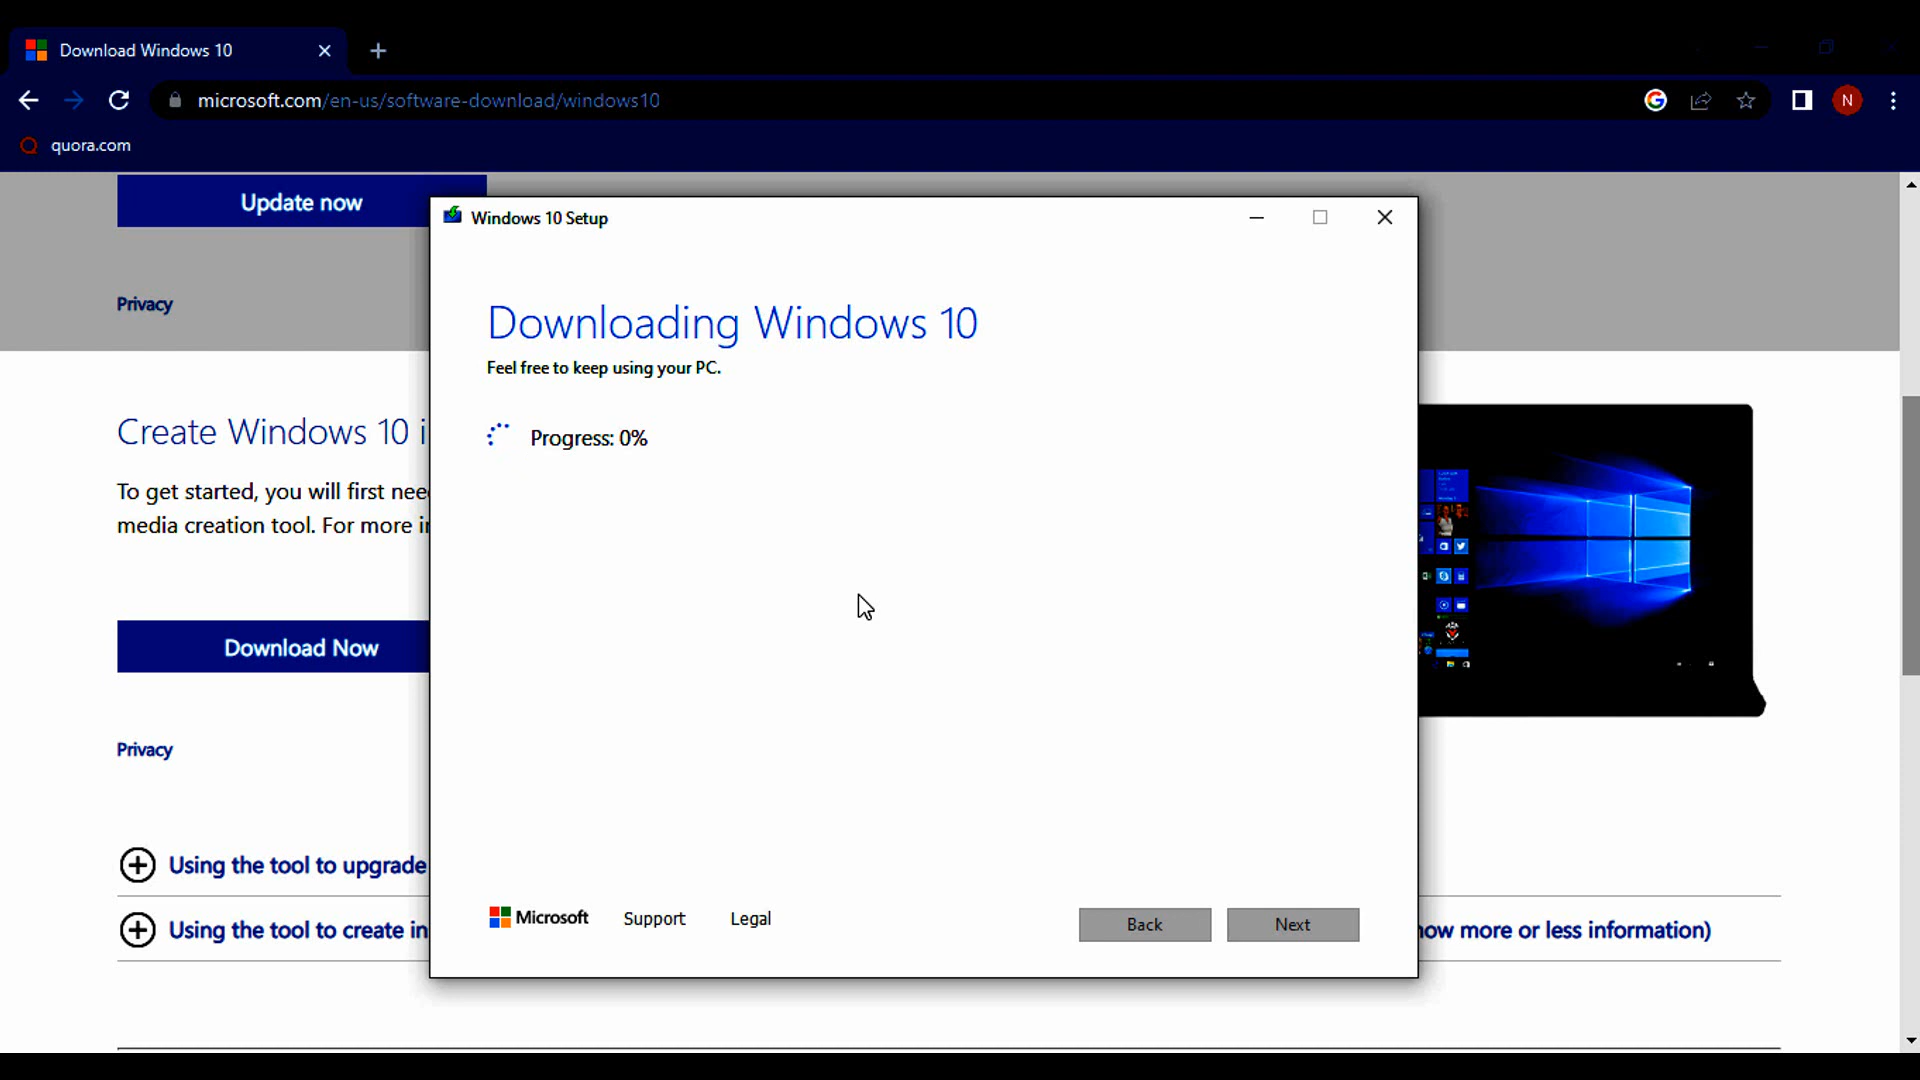 Download Windows 10
microsoft.com/en-us/software-download/windows10
N
quora.com
Update now
Privacy
Windows 10 Setup
Downloading Windows 10
Feel free to keep using your PC.
Progress: 0%
Create Windows 10 i
To get started, you will first nee
media creation tool. For more in
Download Now
Privacy
Using the tool to upgrade
Using the tool to create in
now more or less information)
Microsoft
Support
Legal
Back
Next